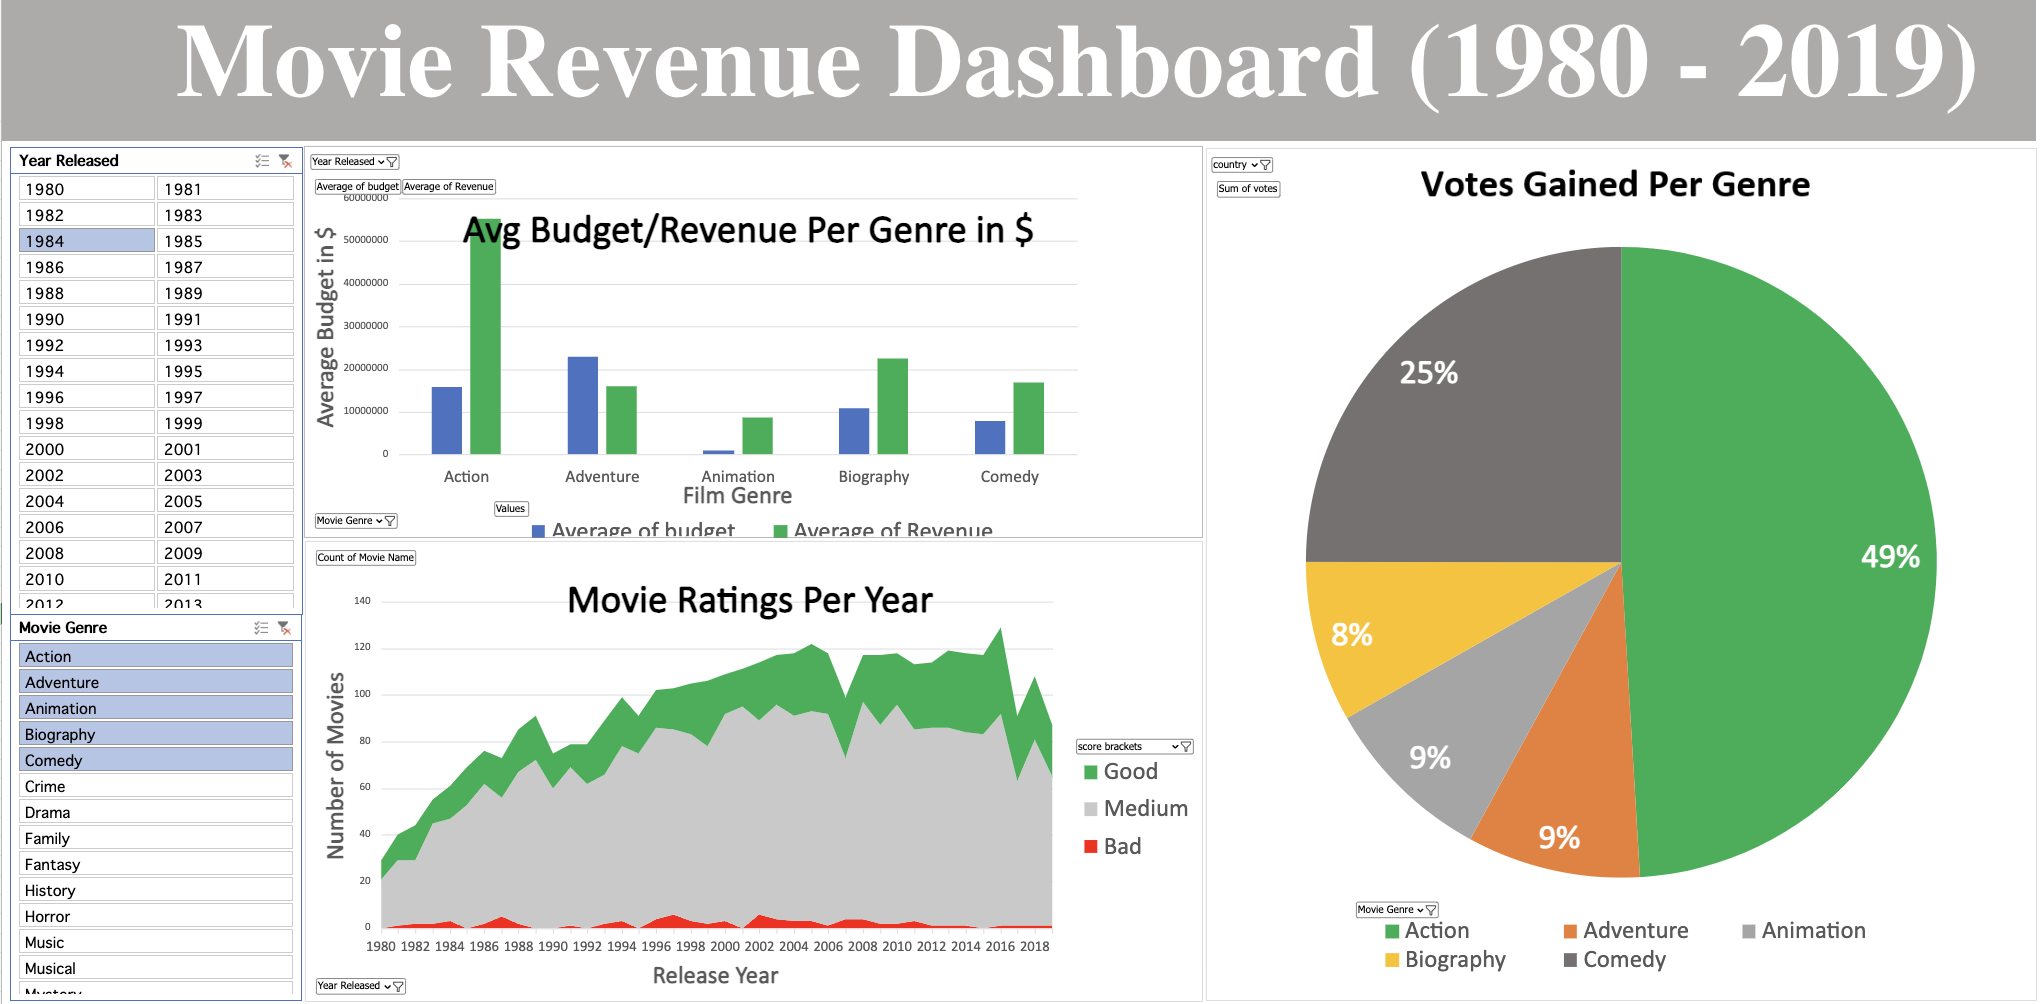 Movie Revenue Dashboard (1980 - 2019)
Year Released
1980 1981
1982 1983
1984 1985
1986 1987
1988 1989
1990 1991
1992 1993
1994 1995
1996 1997
1998 1999
2000 2001
2002 2003
2004 2005
2006 2007
2008 2009
2010 2011
2012 2013
Movie Genre
Action
Adventure
Animation
Biography
Comedy
Crime
Drama
Family
Fantasy
History
Horror
Music
Musical
Mystery
Year Released
Average of budget Average of Revenue
Avg Budget/Revenue Per Genre in $
Average Budget in $
60000000
50000000
40000000
30000000
20000000
10000000
0
Action Adventure Animation Biography Comedy
Film Genre
Values
Movie Genre
Average of budget Average of Revenue
Count of Movie Name
Movie Ratings Per Year
Number of Movies
140
120
100
80
60
40
20
0
1980 1982 1984 1986 1988 1990 1992 1994 1996 1998 2000 2002 2004 2006 2008 2010 2012 2014 2016 2018
Release Year
Year Released
score brackets
Good
Medium
Bad
country
Sum of votes
Votes Gained Per Genre
25%
49%
8%
9%
9%
Movie Genre
Action Adventure Animation
Biography Comedy